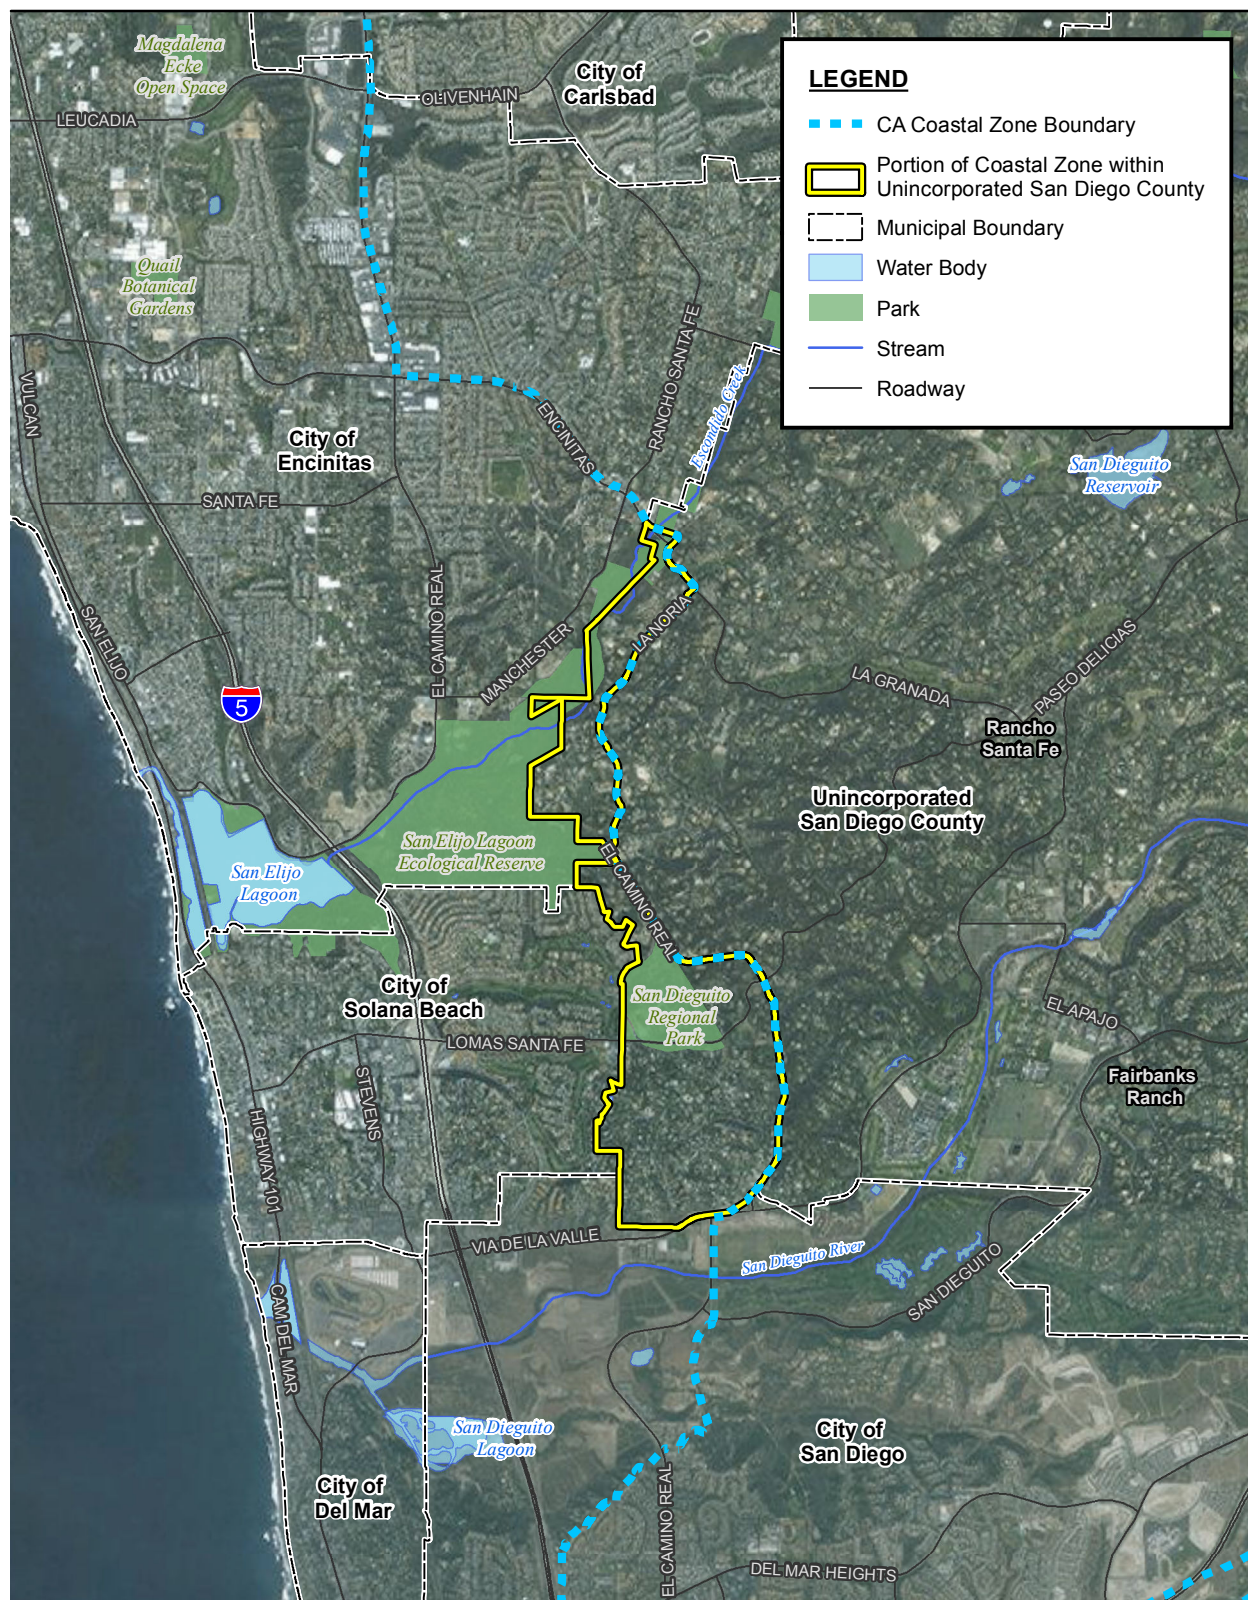 Magdalena
Ecke
Open Space
City of
Carlsbad
OLIVENHAIN
LEUCADIA
LEGEND
CA Coastal Zone Boundary
Portion of Coastal Zone within
Unincorporated San Diego County
Municipal Boundary
Water Body
Park
Stream
Roadway
Quail
Botanical
Gardens
VULCAN
RANCHO SANTA FE
Escondido Creek
ENCINITAS
City of
Encinitas
San Dieguito
Reservoir
SANTA FE
SAN ELIJO
EL CAMINO REAL
MANCHESTER
LA NORIA
LA GRANADA
PASEO DELICIAS
5
Rancho
Santa Fe
Unincorporated
San Diego County
San Elijo Lagoon
Ecological Reserve
San Elijo
Lagoon
EL CAMINO REAL
City of
Solana Beach
San Dieguito
Regional
Park
EL APAJO
LOMAS SANTA FE
STEVENS
Fairbanks
Ranch
HIGHWAY 101
VIA DE LA VALLE
San Dieguito River
SAN DIEGUITO
CAM DEL MAR
San Dieguito
Lagoon
City of
San Diego
City of
Del Mar
EL CAMINO REAL
DEL MAR HEIGHTS